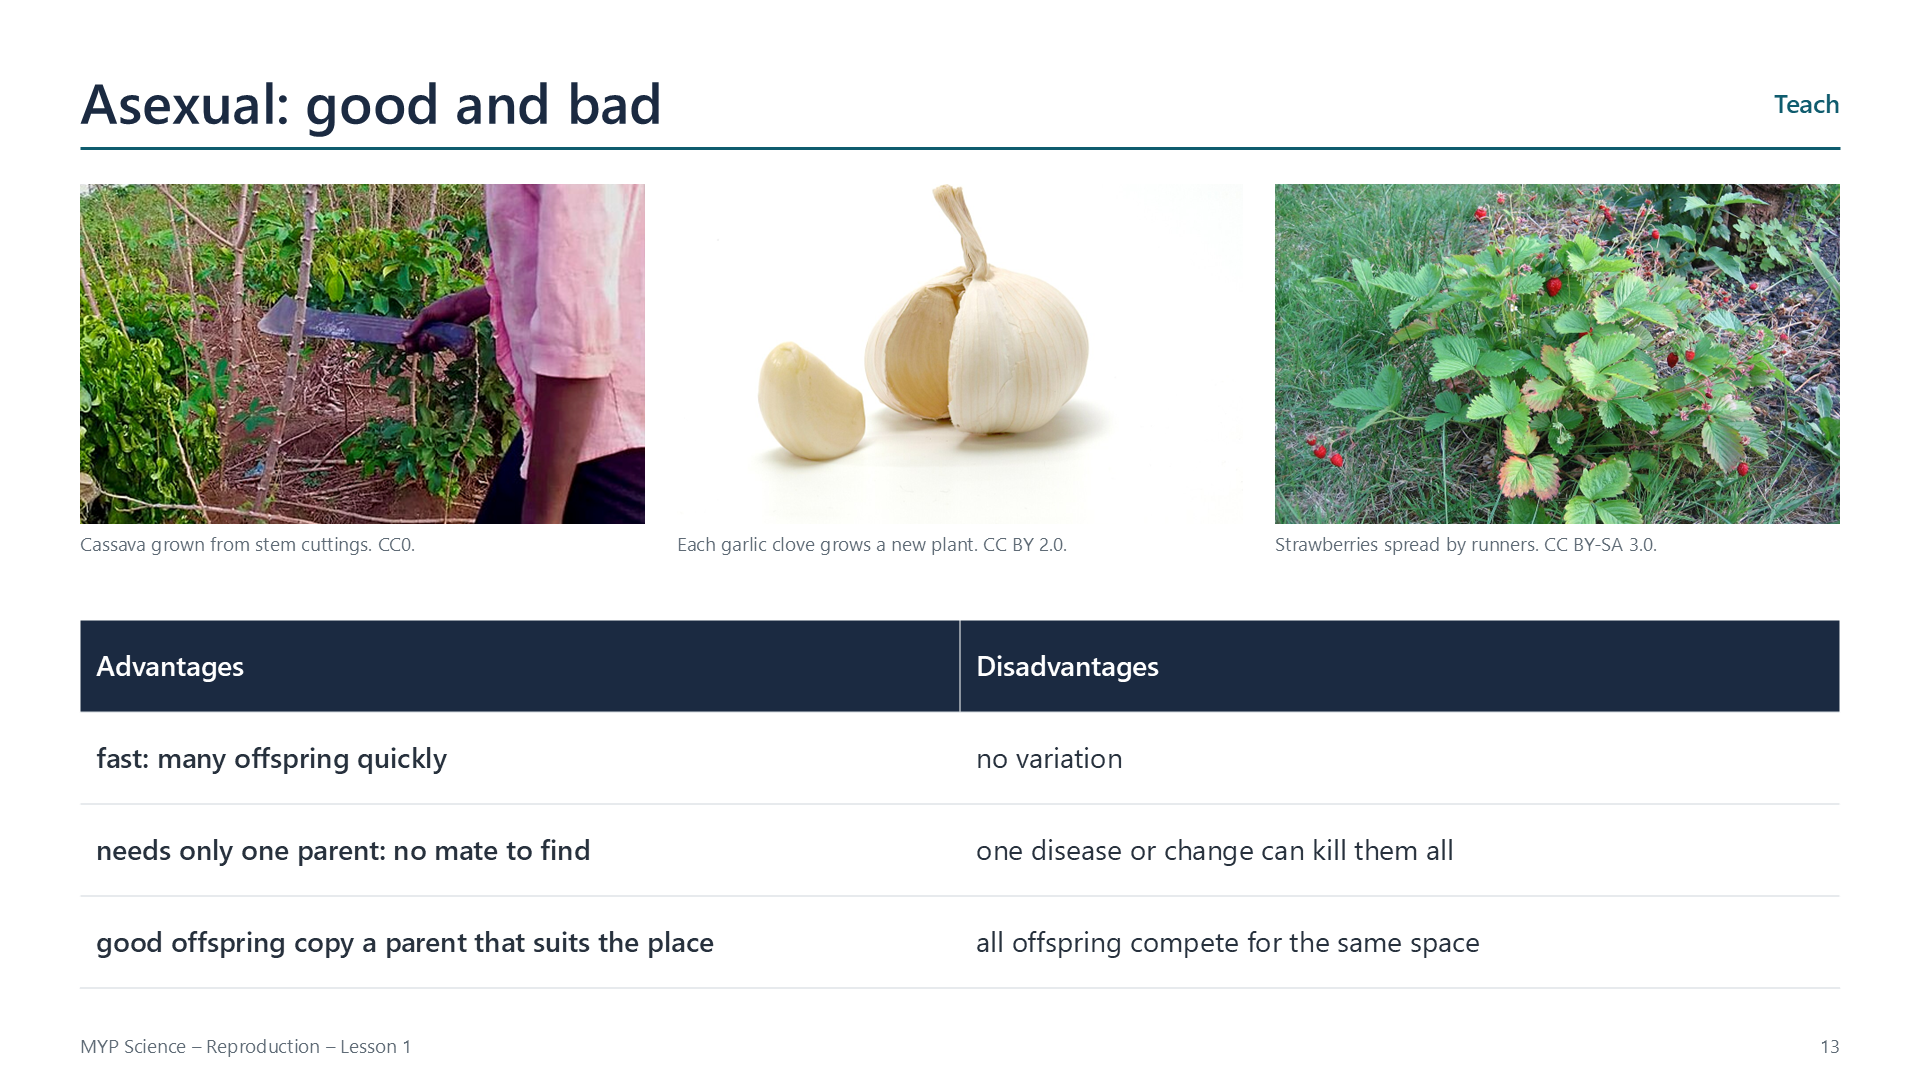 Asexual: good and bad
Teach
Cassava grown from stem cuttings. CC0.
Each garlic clove grows a new plant. CC BY 2.0.
Strawberries spread by runners. CC BY-SA 3.0.
Advantages
Disadvantages
fast: many offspring quickly
no variation
needs only one parent: no mate to find
one disease or change can kill them all
good offspring copy a parent that suits the place
all offspring compete for the same space
MYP Science – Reproduction – Lesson 1
13